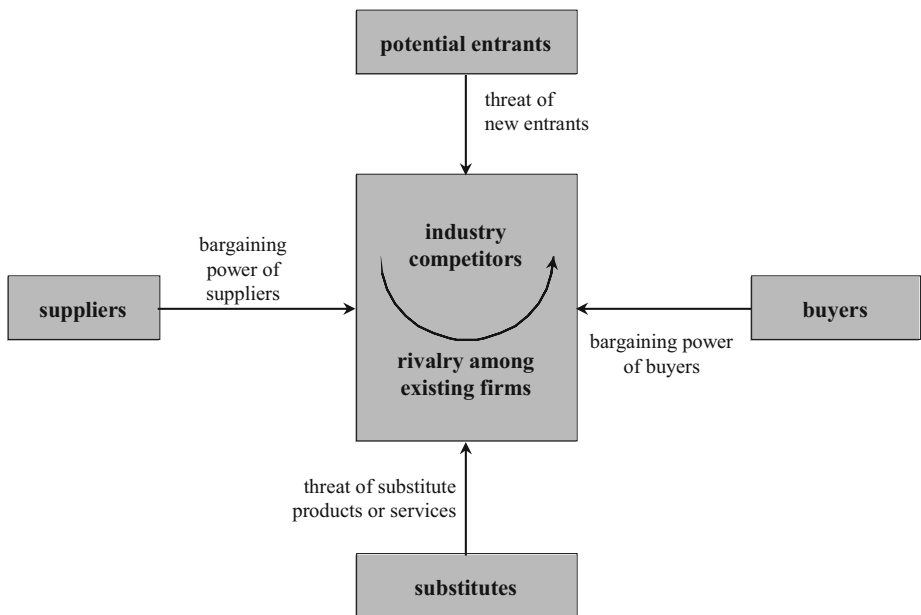 potential entrants
threat of
new entrants
industry
competitors
bargaining
power of
suppliers
suppliers
buyers
bargaining power
of buyers
rivalry among
existing firms
threat of substitute
products or services
substitutes